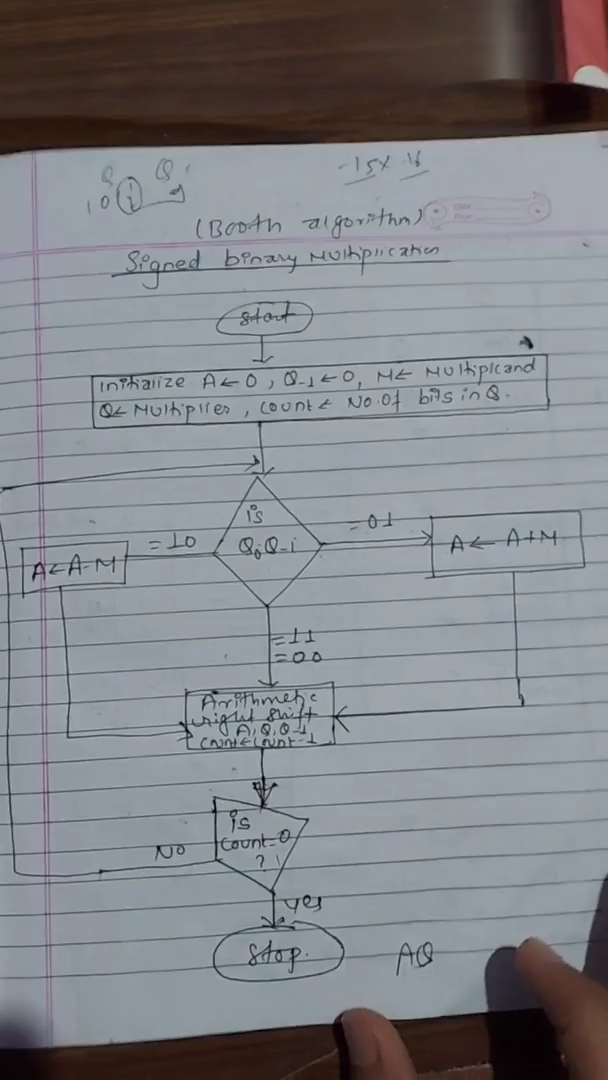 -15x -16
(Booth algorithm)
Signed binary Multiplication
Start
Initialize A ← 0, Q-1 ← 0, M ← Multiplcand
Q ← Multiplier, count ← No. of bits in Q.
is
Q0Q-1
= 10
= 01
A ← A-M
A ← A+M
= 11
= 00
Arithmetic
right shift
A, Q, Q-1
count ← count-1
is
count=0
?
No
yes
Stop.
AQ